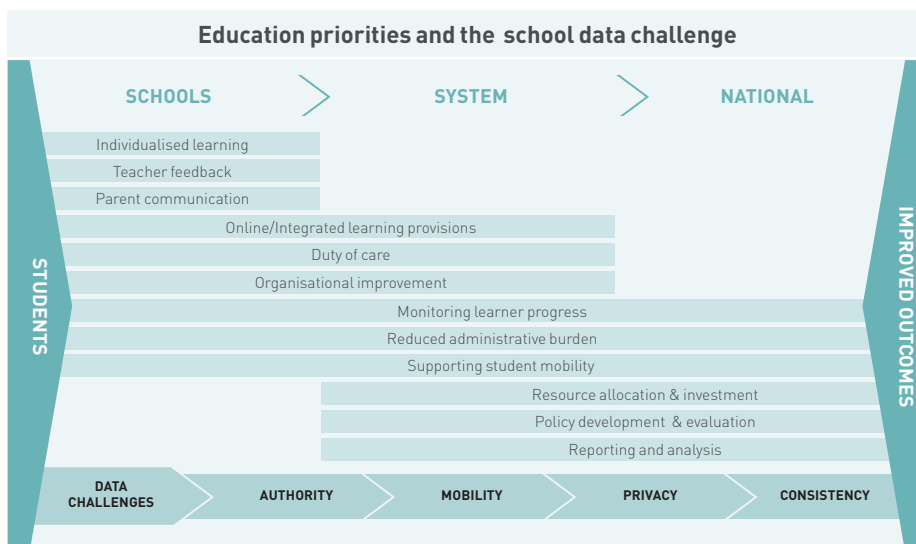 Education priorities and the school data challenge
SCHOOLS
SYSTEM
NATIONAL
Individualised learning
Teacher feedback
Parent communication
Online/Integrated learning provisions
Duty of care
Organisational improvement
Monitoring learner progress
Reduced administrative burden
Supporting student mobility
Resource allocation & investment
Policy development & evaluation
Reporting and analysis
STUDENTS
IMPROVED OUTCOMES
DATA
CHALLENGES
AUTHORITY
MOBILITY
PRIVACY
CONSISTENCY